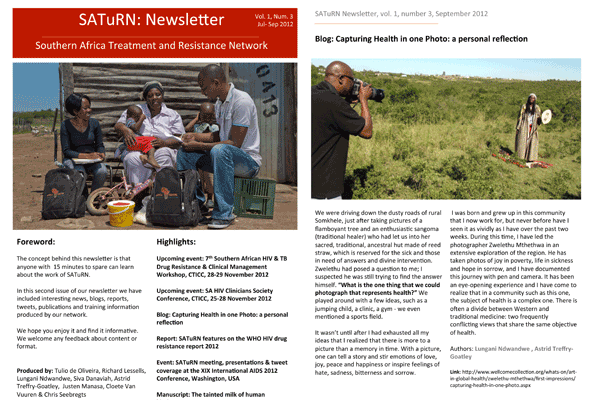 SATuRN: Newsletter
Vol. 1, Num. 3
Jul- Sep 2012
Southern Africa Treatment and Resistance Network
03A
Foreword:
The concept behind this newsletter is that
anyone with 15 minutes to spare can learn
about the work of SATuRN.
In this second issue of our newsletter we have
included interesting news, blogs, reports,
tweets, publications and training information
produced by our network.
We hope you enjoy it and find it informative.
We welcome any feedback about content or
format.
Produced by: Tulio de Oliveira, Richard Lessells,
Lungani Ndwandwe, Siva Danaviah, Astrid
Treffry-Goatley, Justen Manasa, Cloete Van
Vuuren & Chris Seebregts
Highlights:
Upcoming event: 7th Southern African HIV & TB
Drug Resistance & Clinical Management
Workshop, CTICC, 28-29 November 2012
Upcoming event: SA HIV Clinicians Society
Conference, CTICC, 25-28 November 2012
Blog: Capturing Health in one Photo: a personal
reflection
Report: SATuRN features on the WHO HIV drug
resistance report 2012
Event: SATuRN meeting, presentations & tweet
coverage at the XIX International AIDS 2012
Conference, Washington, USA
Manuscript: The tainted milk of human
SATuRN Newsletter, vol. 1, number 3, September 2012
Blog: Capturing Health in one Photo: a personal reflection
We were driving down the dusty roads of rural
Somkhele, just after taking pictures of a
flamboyant tree and an enthusiastic sangoma
(traditional healer) who had let us into her
sacred, traditional, ancestral hut made of reed
straw, which is reserved for the sick and those
in need of answers and divine intervention.
Zwelethu had posed a question to me; I
suspected he was still trying to find the answer
himself. "What is the one thing that we could
photograph that represents health?" We
played around with a few ideas, such as a
jumping child, a clinic, a gym - we even
mentioned a sports field.
It wasn't until after I had exhausted all my
ideas that I realized that there is more to a
picture than a memory in time. With a picture,
one can tell a story and stir emotions of love,
joy, peace and happiness or inspire feelings of
hate, sadness, bitterness and sorrow.
I was born and grew up in this community
that I now work for, but never before have I
seen it as vividly as I have over the past two
weeks. During this time, I have led the
photographer Zwelethu Mthethwa in an
extensive exploration of the region. He has
taken photos of joy in poverty, life in sickness
and hope in sorrow, and I have documented
this journey with pen and camera. It has been
an eye-opening experience and I have come to
realize that in a community such as this one,
the subject of health is a complex one. There is
often a divide between Western and
traditional medicine: two frequently
conflicting views that share the same objective
of health.
Authors: Lungani Ndwandwe , Astrid Treffry-
Goatley
Link: http://www.wellcomecollection.org/whats-on/art-
in-global-health/zwelethu-mthethwa/first-impressions/
capturing-health-in-one-photo.aspx